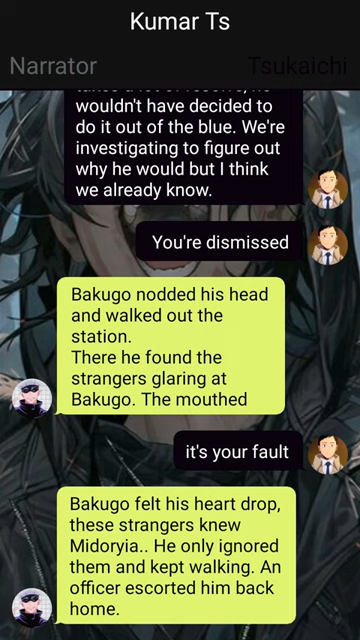 Kumar Ts
Narrator
Tsukaichi
wouldn't have decided to
do it out of the blue. We're
investigating to figure out
why he would but I think
we already know.
You're dismissed
Bakugo nodded his head
and walked out the
station.
There he found the
strangers glaring at
Bakugo. The mouthed
it's your fault
Bakugo felt his heart drop,
these strangers knew
Midoryia.. He only ignored
them and kept walking. An
officer escorted him back
home.